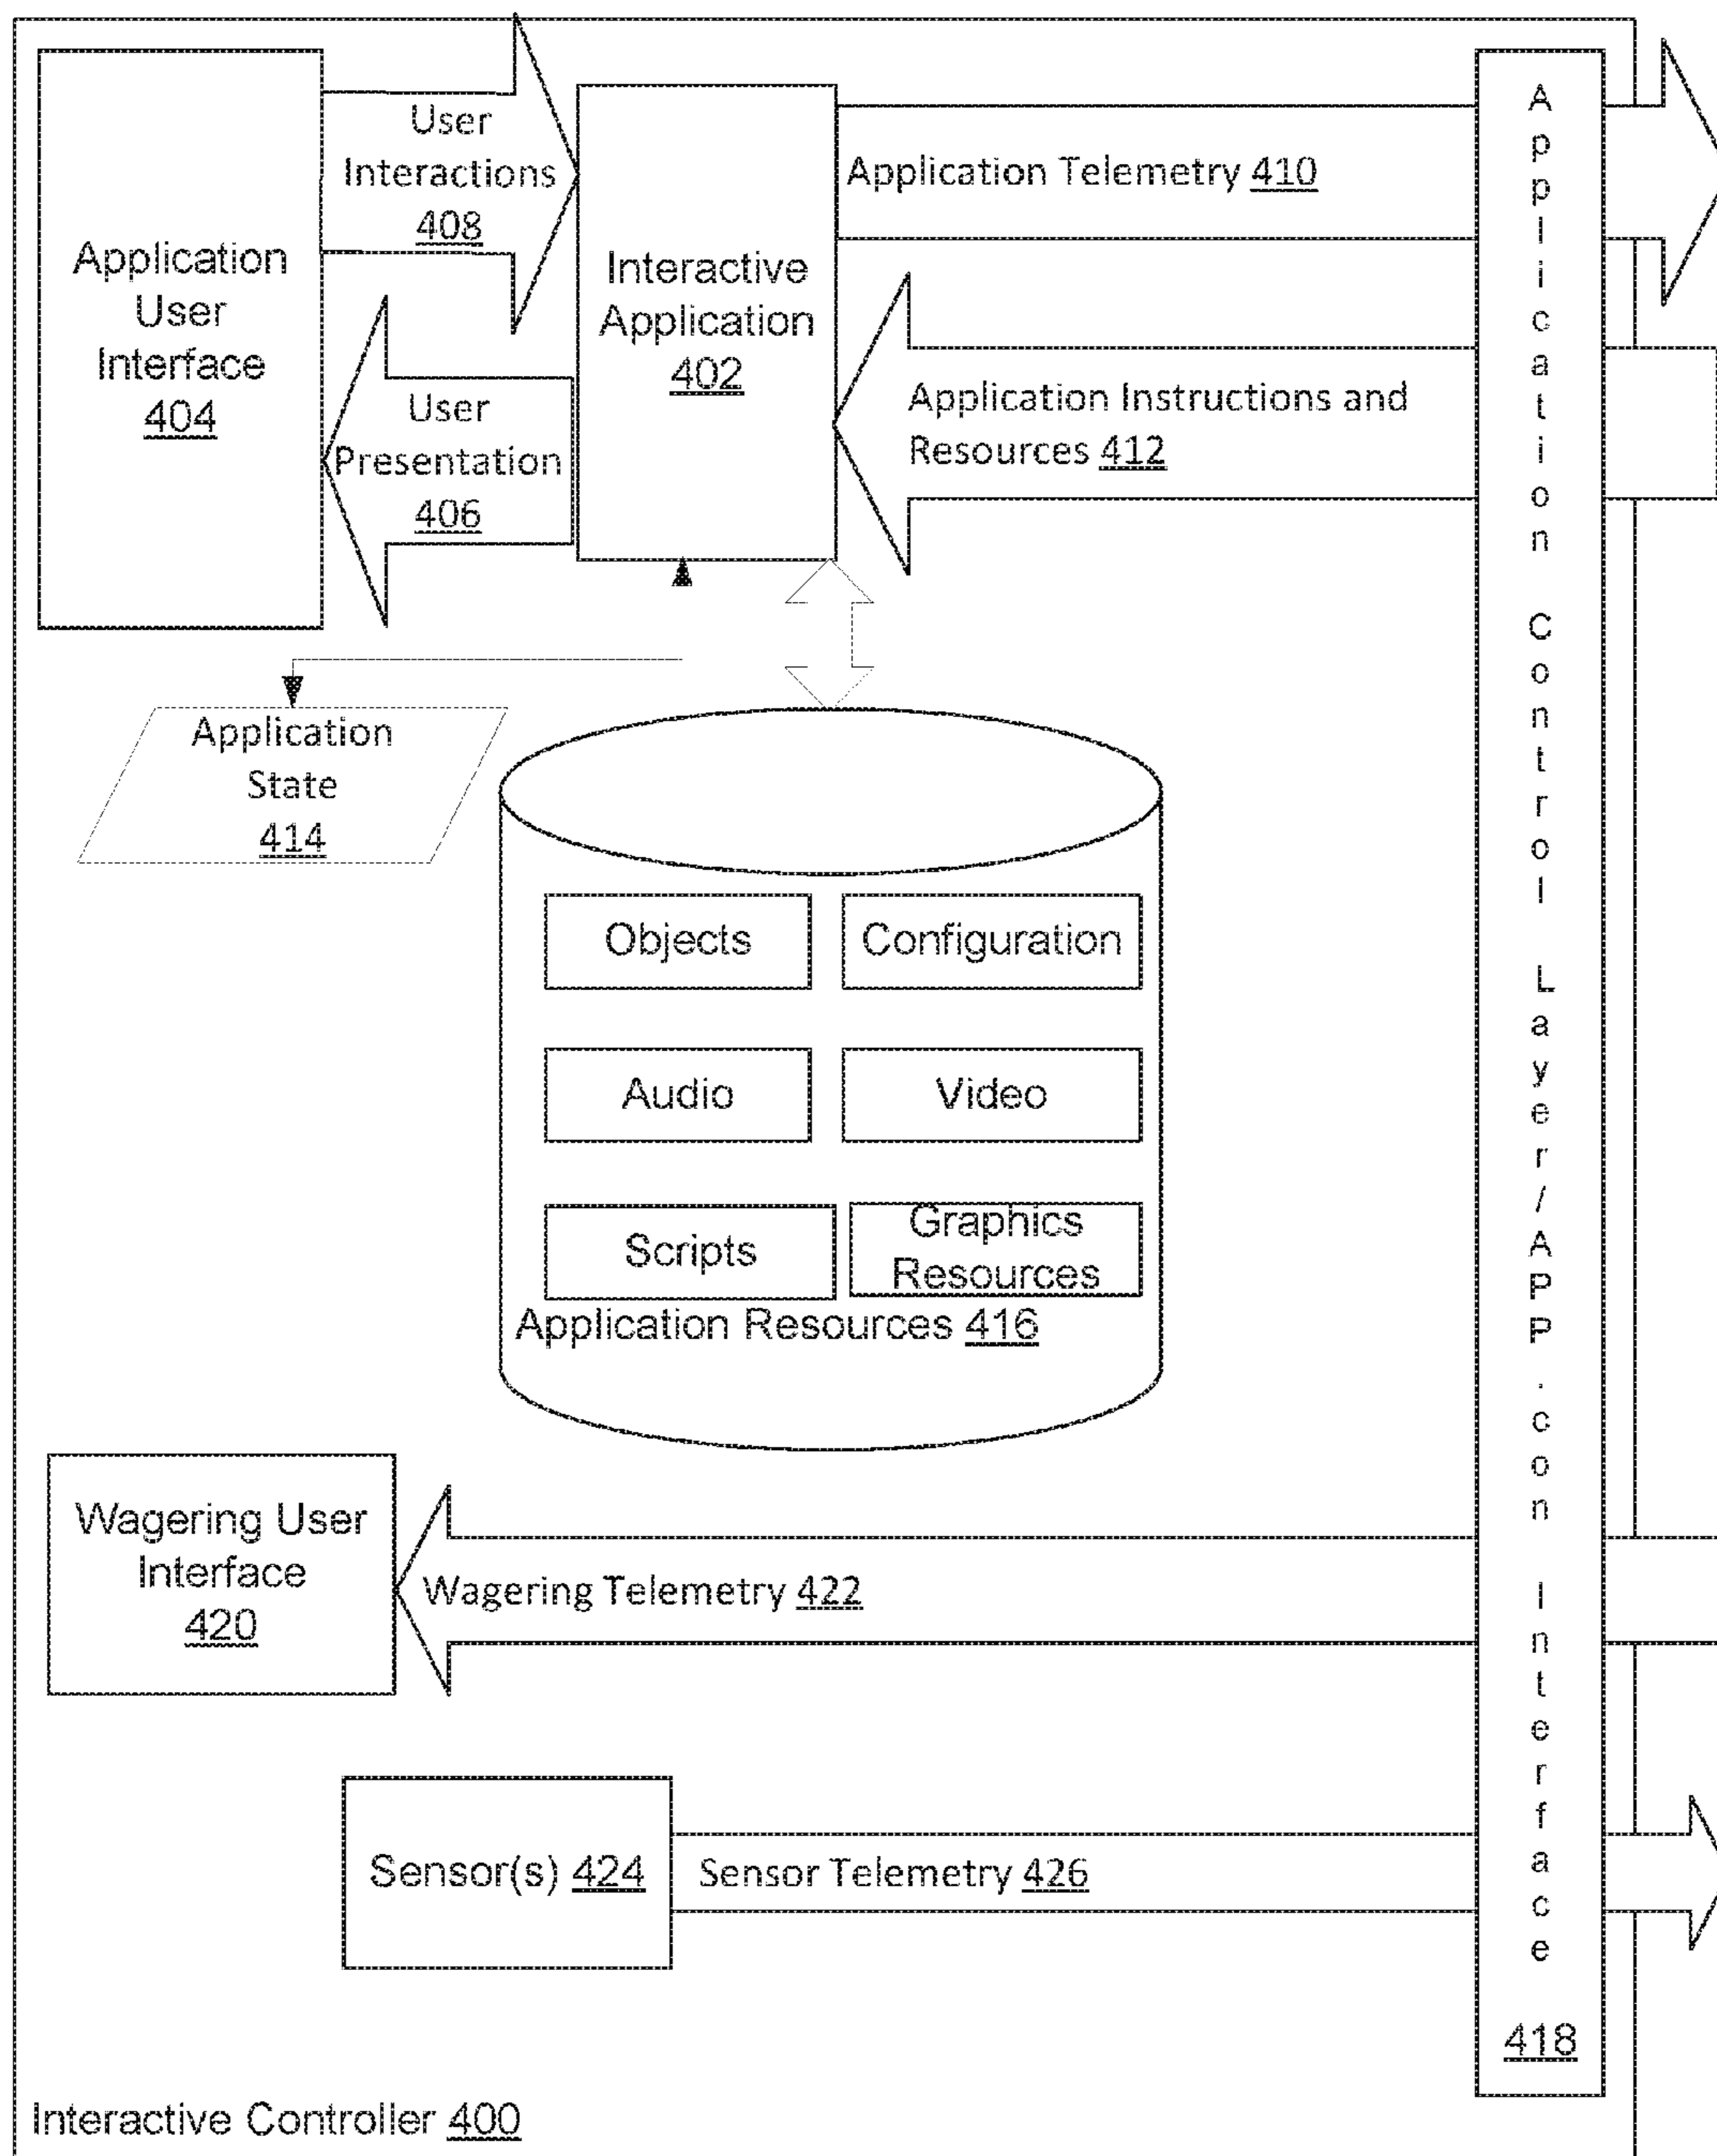 Application
User
Interface
404
User
Interactions
408
User
Presentation
406
Interactive
Application
402
Application Telemetry 410
Application Instructions and
Resources 412
Application
State
414
Objects
Configuration
Audio
Video
Scripts
Graphics
Resources
Application Resources 416
Wagering User
Interface
420
Wagering Telemetry 422
Sensor(s) 424
Sensor Telemetry 426
Application Control Layer/APP.con Interface
418
Interactive Controller 400